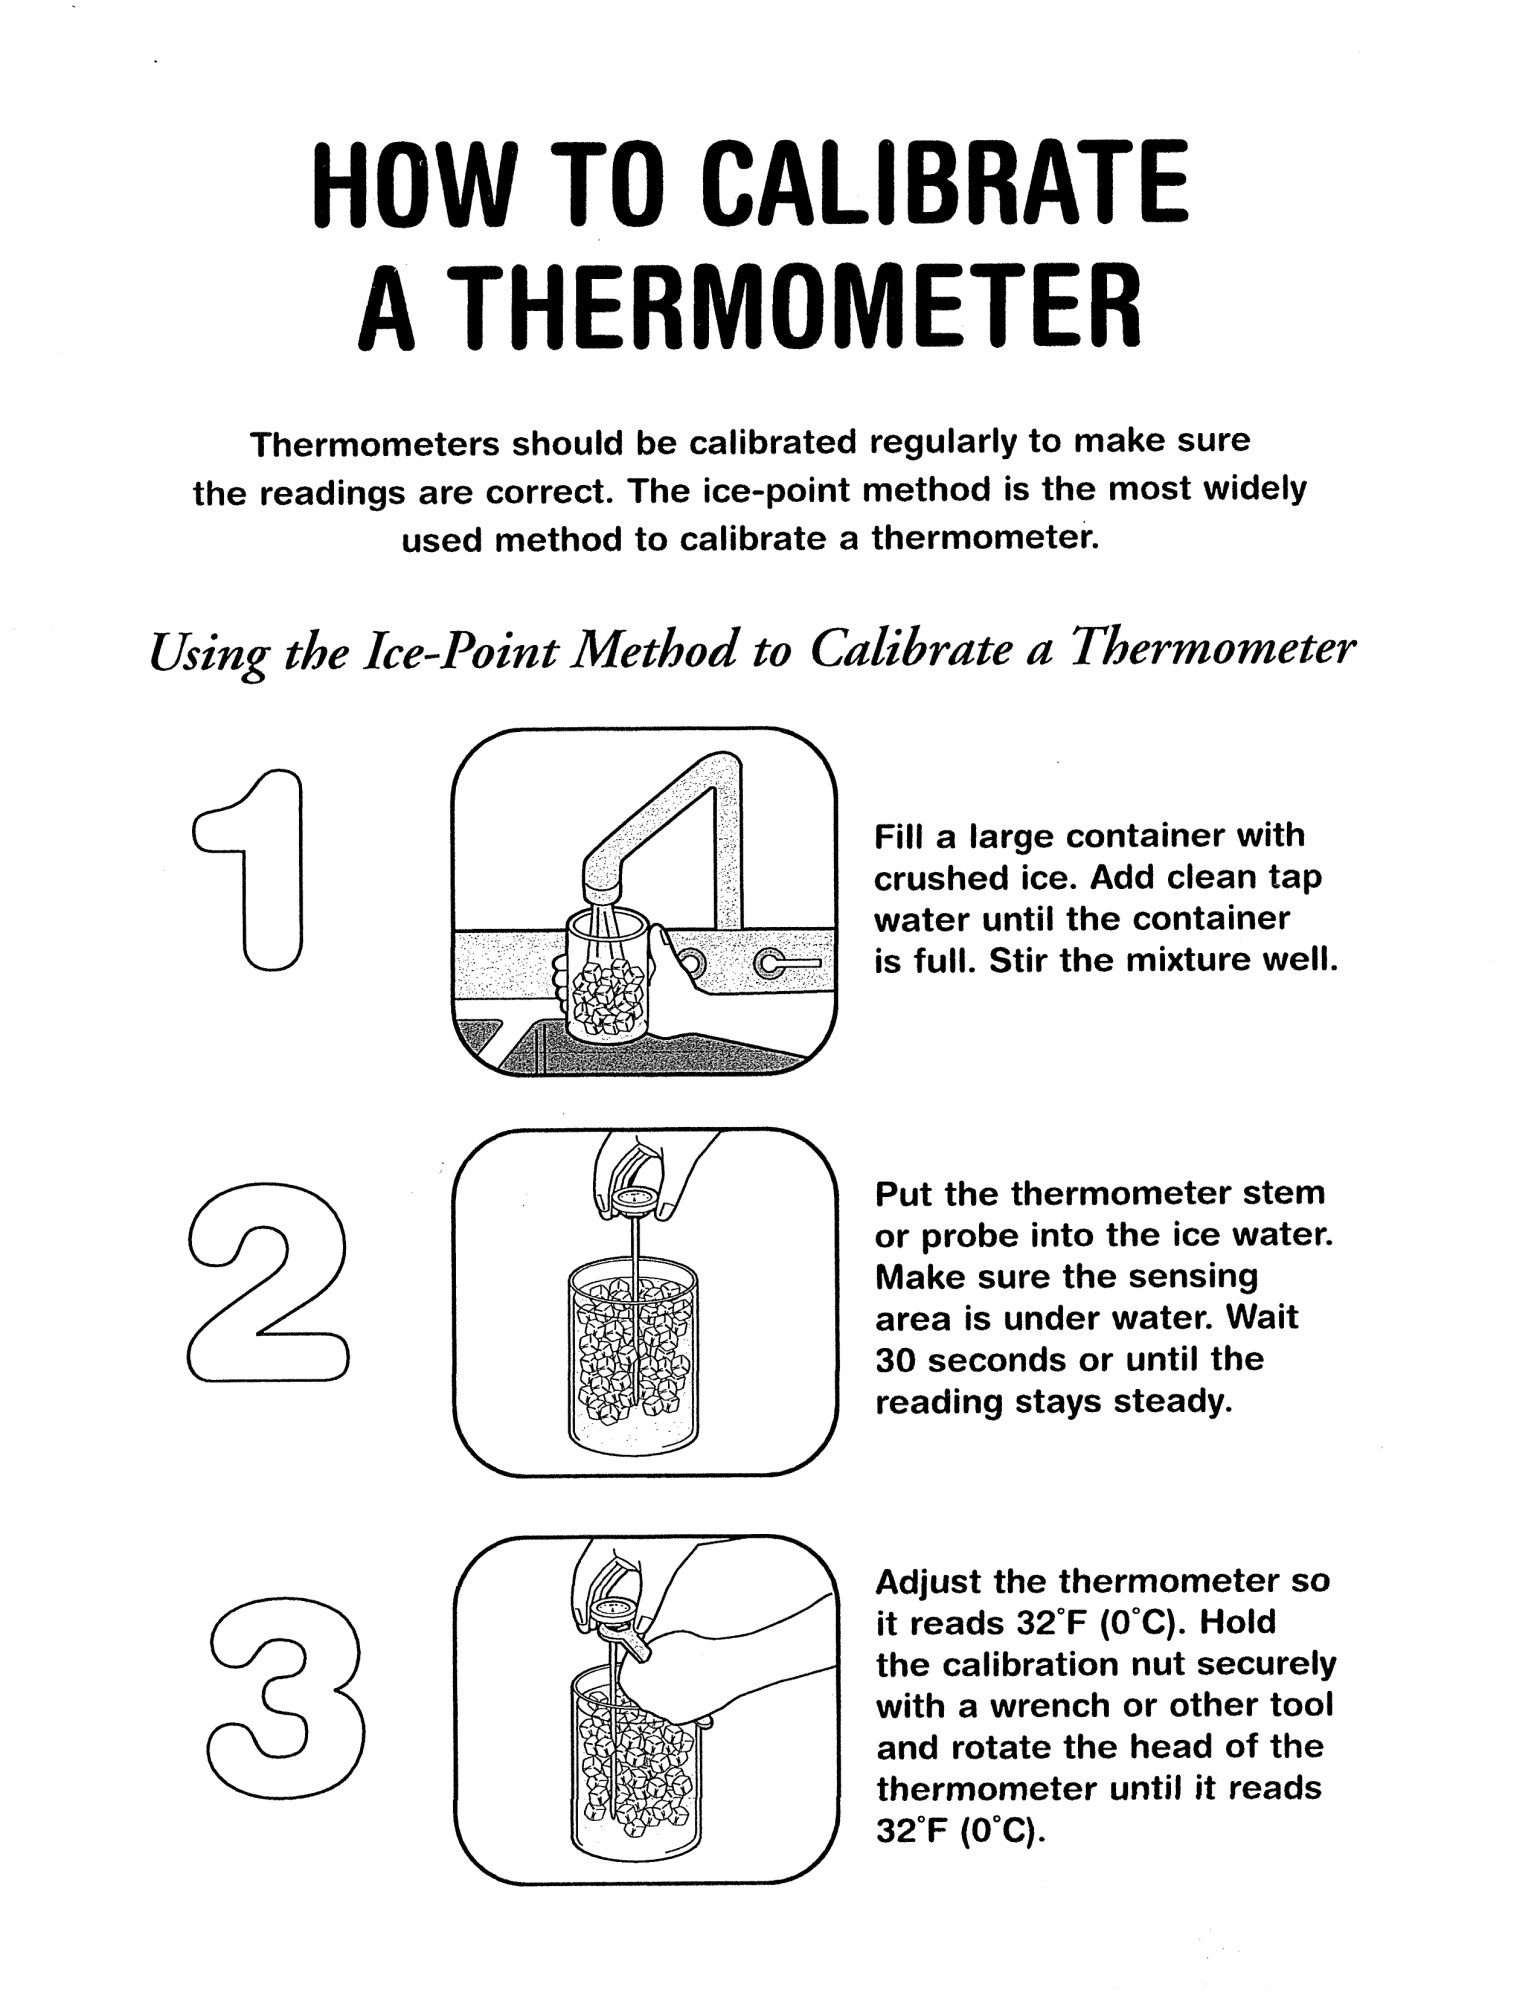 HOW TO CALIBRATE
A THERMOMETER
Thermometers should be calibrated regularly to make sure
the readings are correct. The ice-point method is the most widely
used method to calibrate a thermometer.
Using the Ice-Point Method to Calibrate a Thermometer
1
Fill a large container with
crushed ice. Add clean tap
water until the container
is full. Stir the mixture well.
2
Put the thermometer stem
or probe into the ice water.
Make sure the sensing
area is under water. Wait
30 seconds or until the
reading stays steady.
3
Adjust the thermometer so
it reads 32°F (0°C). Hold
the calibration nut securely
with a wrench or other tool
and rotate the head of the
thermometer until it reads
32°F (0°C).